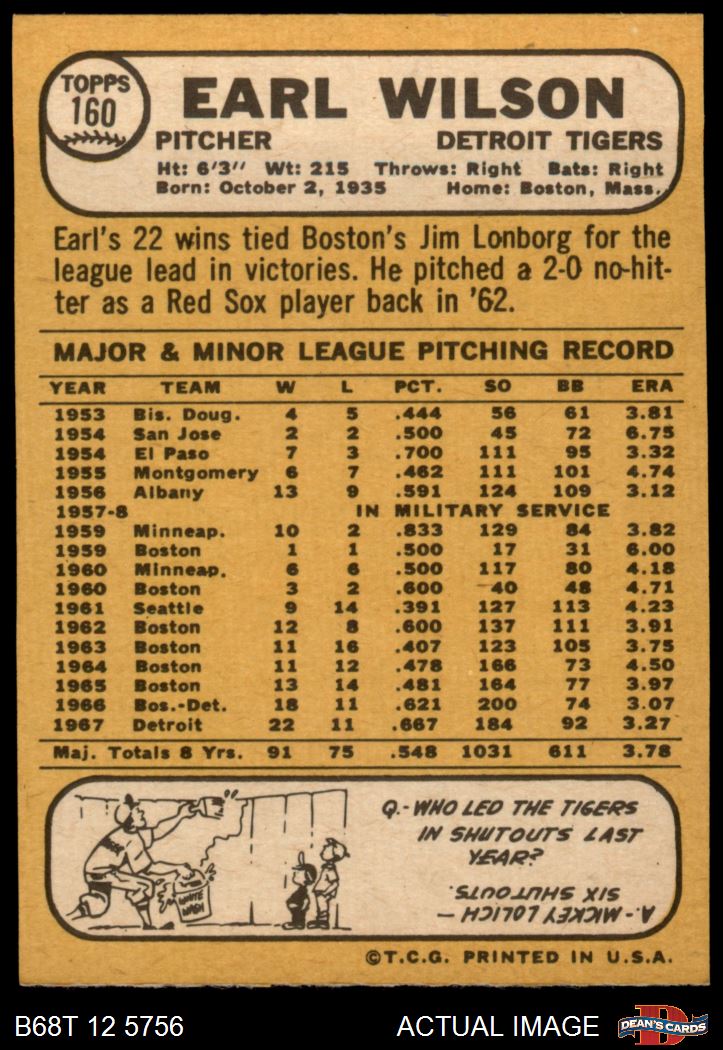 TOPPS
160
EARL WILSON
PITCHER DETROIT TIGERS
Ht: 6'3" Wt: 215 Throws: Right Bats: Right
Born: October 2, 1935 Home: Boston, Mass.
Earl's 22 wins tied Boston's Jim Lonborg for the
league lead in victories. He pitched a 2-0 no-hit-
ter as a Red Sox player back in '62.
MAJOR & MINOR LEAGUE PITCHING RECORD
YEAR TEAM W L PCT. SO BB ERA
1953 Bis. Doug. 4 5 .444 56 61 3.81
1954 San Jose 2 2 .500 45 72 6.75
1954 El Paso 7 3 .700 111 95 3.32
1955 Montgomery 6 7 .462 111 101 4.74
1956 Albany 13 9 .591 124 109 3.12
1957-8 IN MILITARY SERVICE
1959 Minneap. 10 2 .833 129 84 3.82
1959 Boston 1 1 .500 17 31 6.00
1960 Minneap. 6 6 .500 117 80 4.18
1960 Boston 3 2 .600 40 48 4.71
1961 Seattle 9 14 .391 127 113 4.23
1962 Boston 12 8 .600 137 111 3.91
1963 Boston 11 16 .407 123 105 3.75
1964 Boston 11 12 .478 166 73 4.50
1965 Boston 13 14 .481 164 77 3.97
1966 Bos.-Det. 18 11 .621 200 74 3.07
1967 Detroit 22 11 .667 184 92 3.27
Maj. Totals 8 Yrs. 91 75 .548 1031 611 3.78
WHITE
WASH
Q.-WHO LED THE TIGERS
IN SHUTOUTS LAST
YEAR?
A.-MICKEY LOLICH —
SIX SHUTOUTS.
©T.C.G. PRINTED IN U.S.A.
B68T 12 5756 ACTUAL IMAGE
D
DEAN'S CARDS